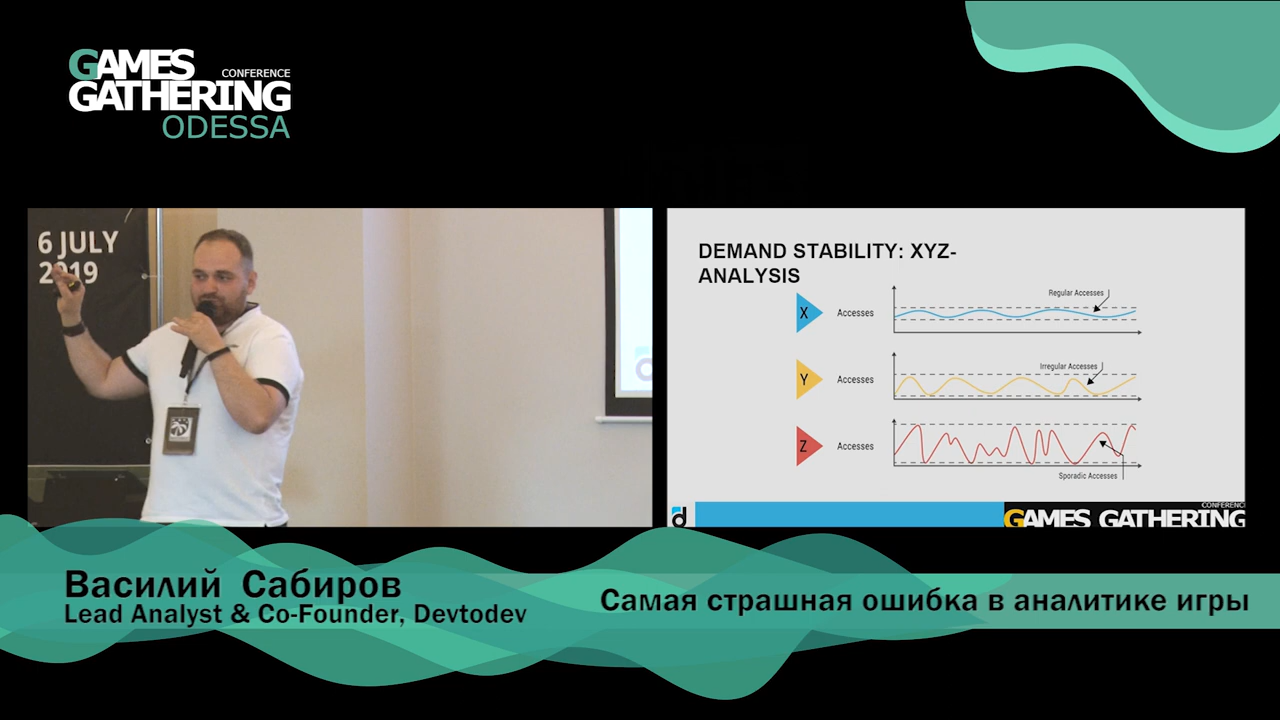 GAMES
CONFERENCE
GATHERING
ODESSA
6 JULY
2019
DEMAND STABILITY: XYZ-
ANALYSIS
X
Accesses
Regular Accesses
Y
Accesses
Irregular Accesses
Z
Accesses
Sporadic Accesses
d
CONFERENCE
GAMES GATHERING
Василий Сабиров
Lead Analyst & Co-Founder, Devtodev
Самая страшная ошибка в аналитике игры